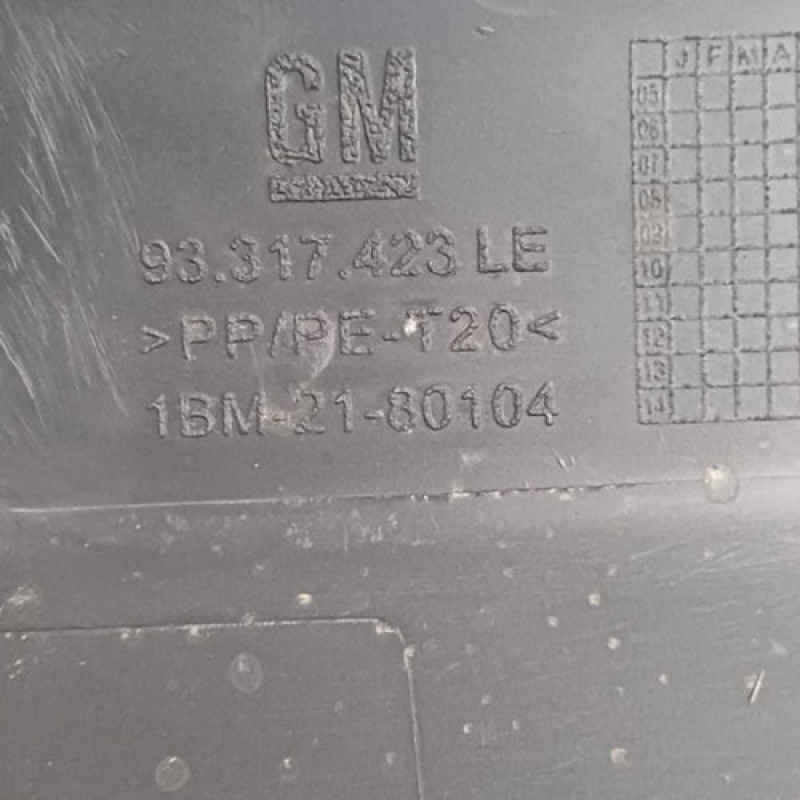 GM
93.317.423 LE
>PP/PE-T20<
1BM-21-80104
J F M A
05
06
07
08
09
10
11
12
13
14